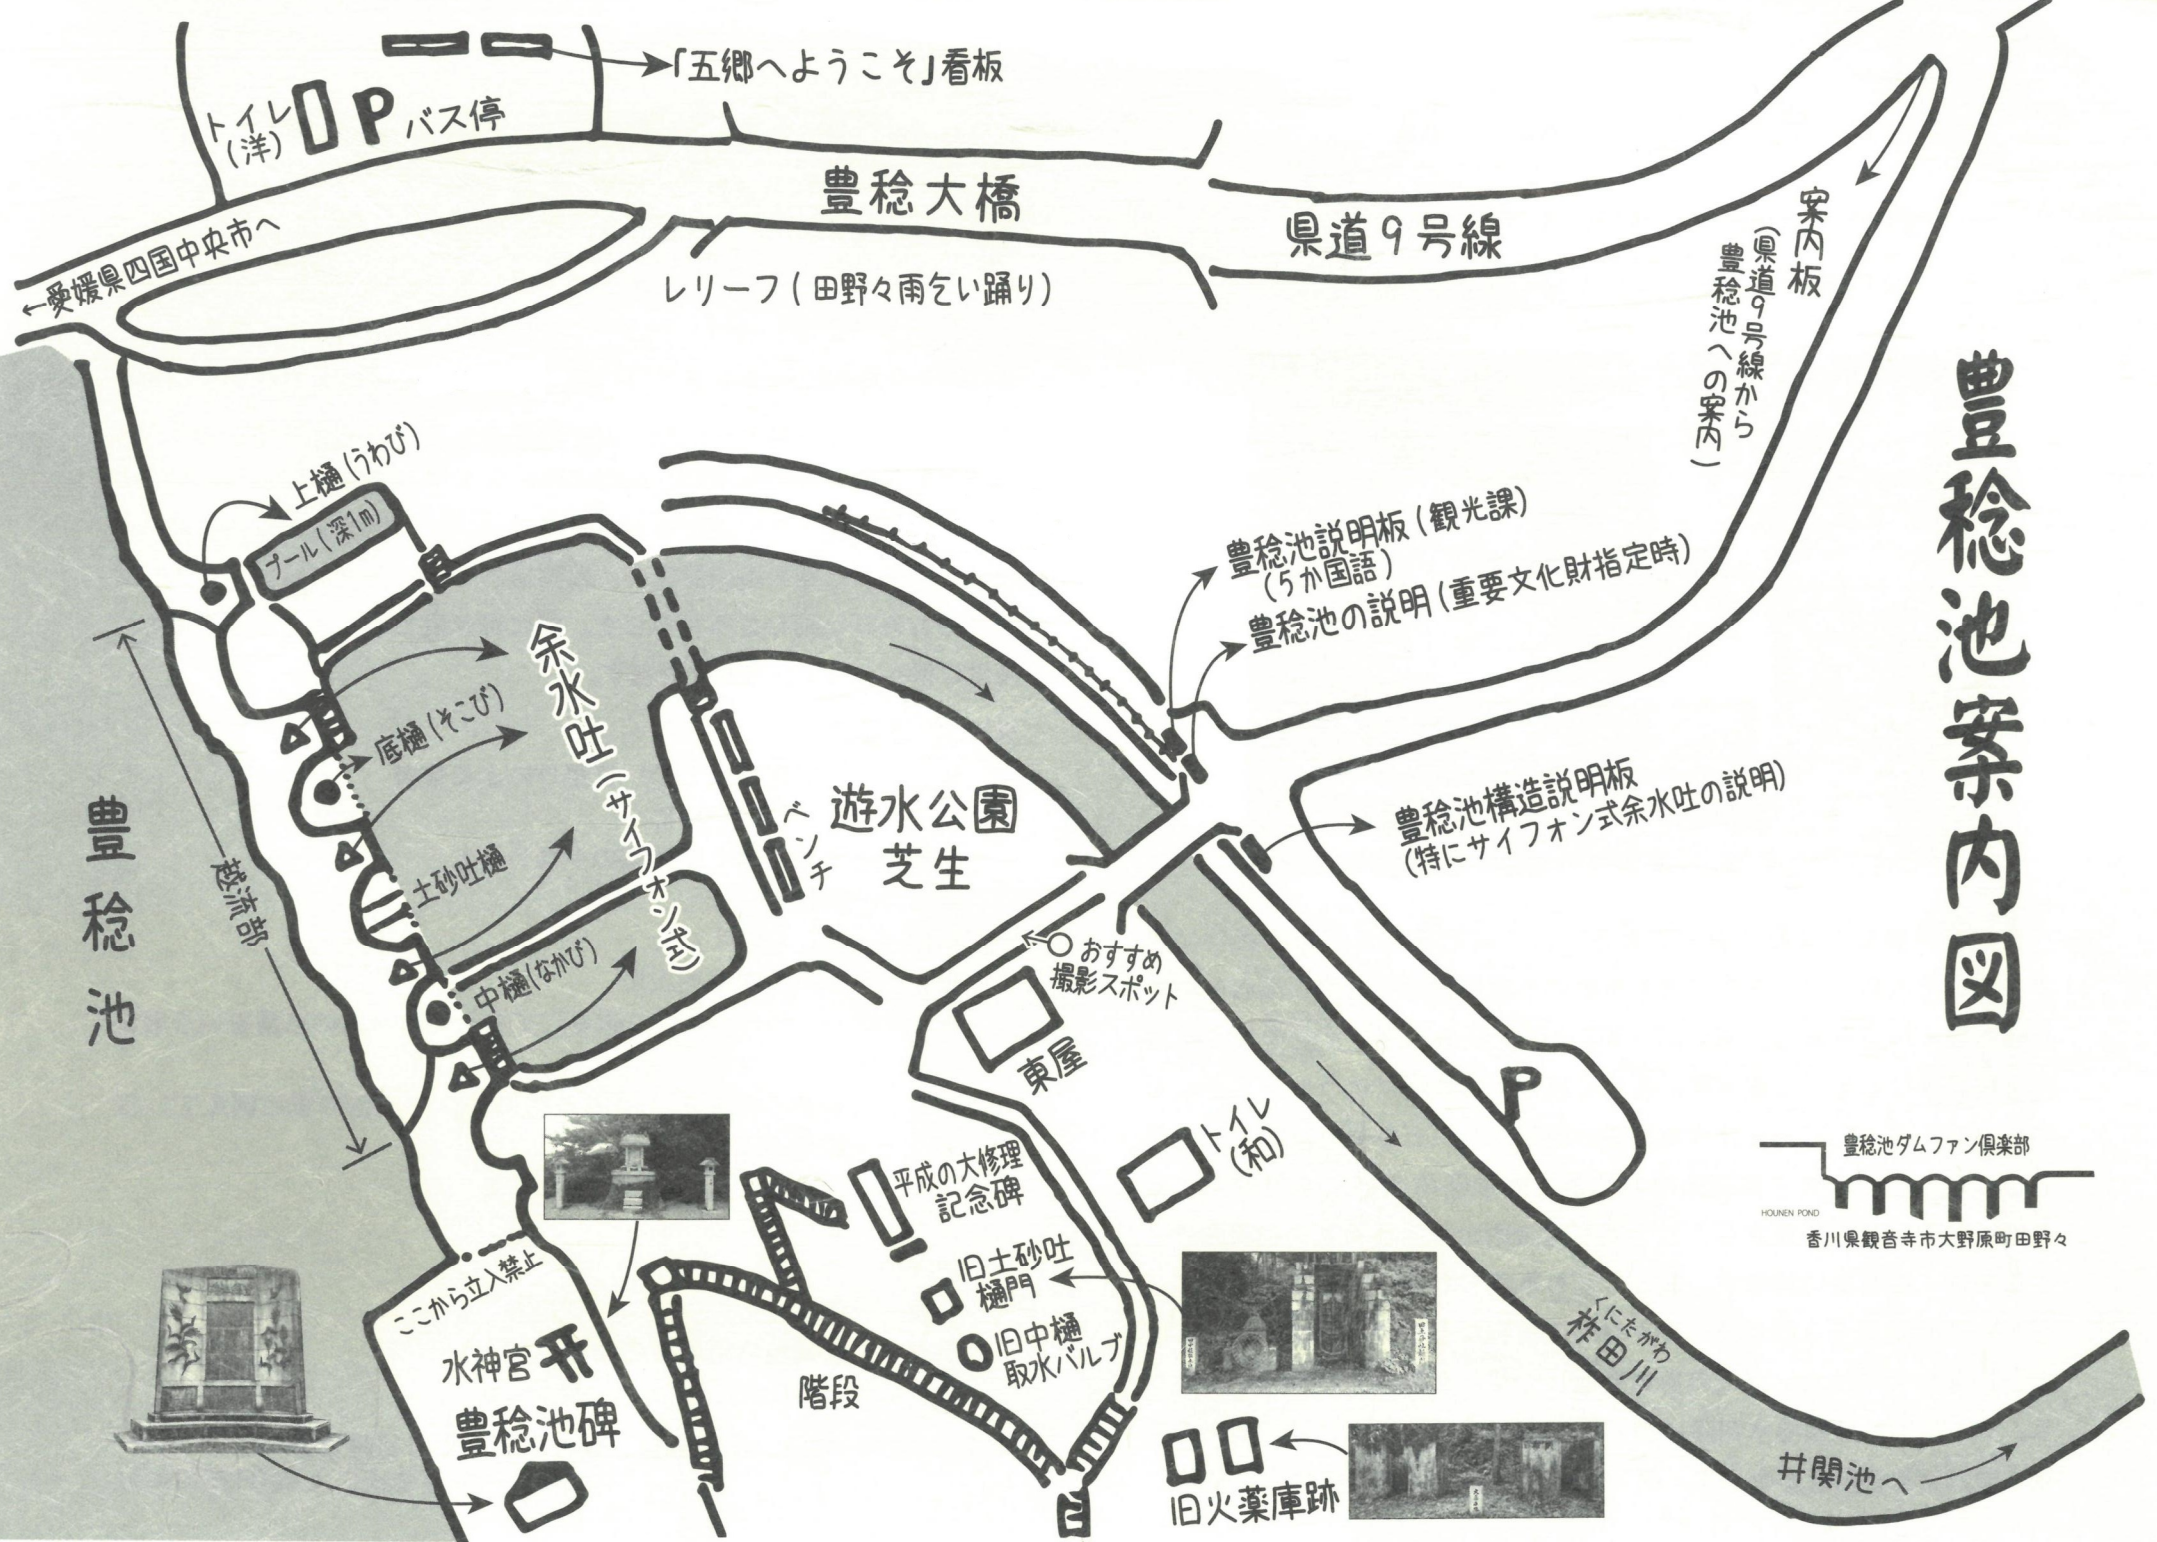 豊稔池案内図
「五郷へようこそ」看板
トイレ
(洋)
P
バス停
←愛媛県四国中央市へ
豊稔大橋
県道9号線
レリーフ(田野々雨乞い踊り)
案内板
(県道9号線から
豊稔池への案内)
上樋(うわび)
プール(深1m)
余水吐(サイフォン式)
底樋(そこび)
土砂吐樋
中樋(なかび)
越流部
豊稔池
ベンチ
遊水公園
芝生
豊稔池説明板(観光課)
(5か国語)
豊稔池の説明(重要文化財指定時)
豊稔池構造説明板
(特にサイフォン式余水吐の説明)
おすすめ
撮影スポット
東屋
トイレ
(和)
P
平成の大修理
記念碑
旧土砂吐
樋門
旧中樋
取水バルブ
階段
ここから立入禁止
水神宮
豊稔池碑
旧火薬庫跡
くにたがわ
柞田川
井関池へ
豊稔池ダムファン倶楽部
HOUNEN POND
香川県観音寺市大野原町田野々